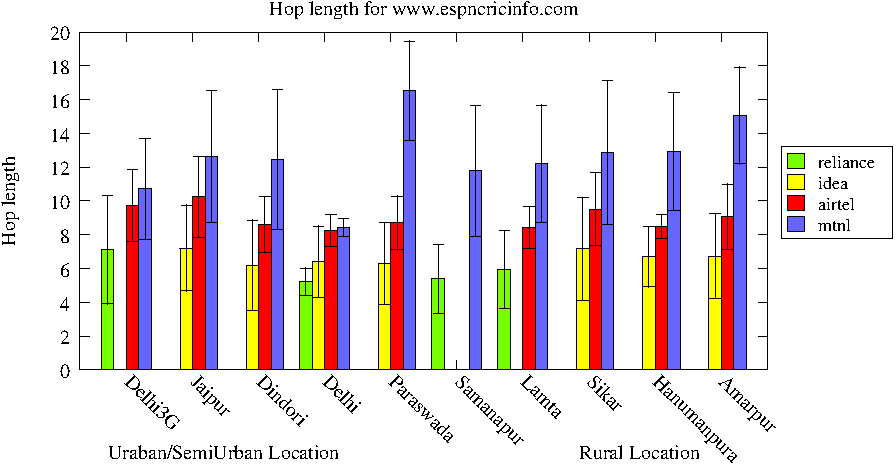 Hop length for www.espncricinfo.com
Hop length
20
18
16
14
12
10
8
6
4
2
0
reliance
idea
airtel
mtnl
Delhi3G
Jaipur
Dindori
Delhi
Paraswada
Samanapur
Lamta
Sikar
Hanumanpura
Amarpur
Uraban/SemiUrban Location
Rural Location